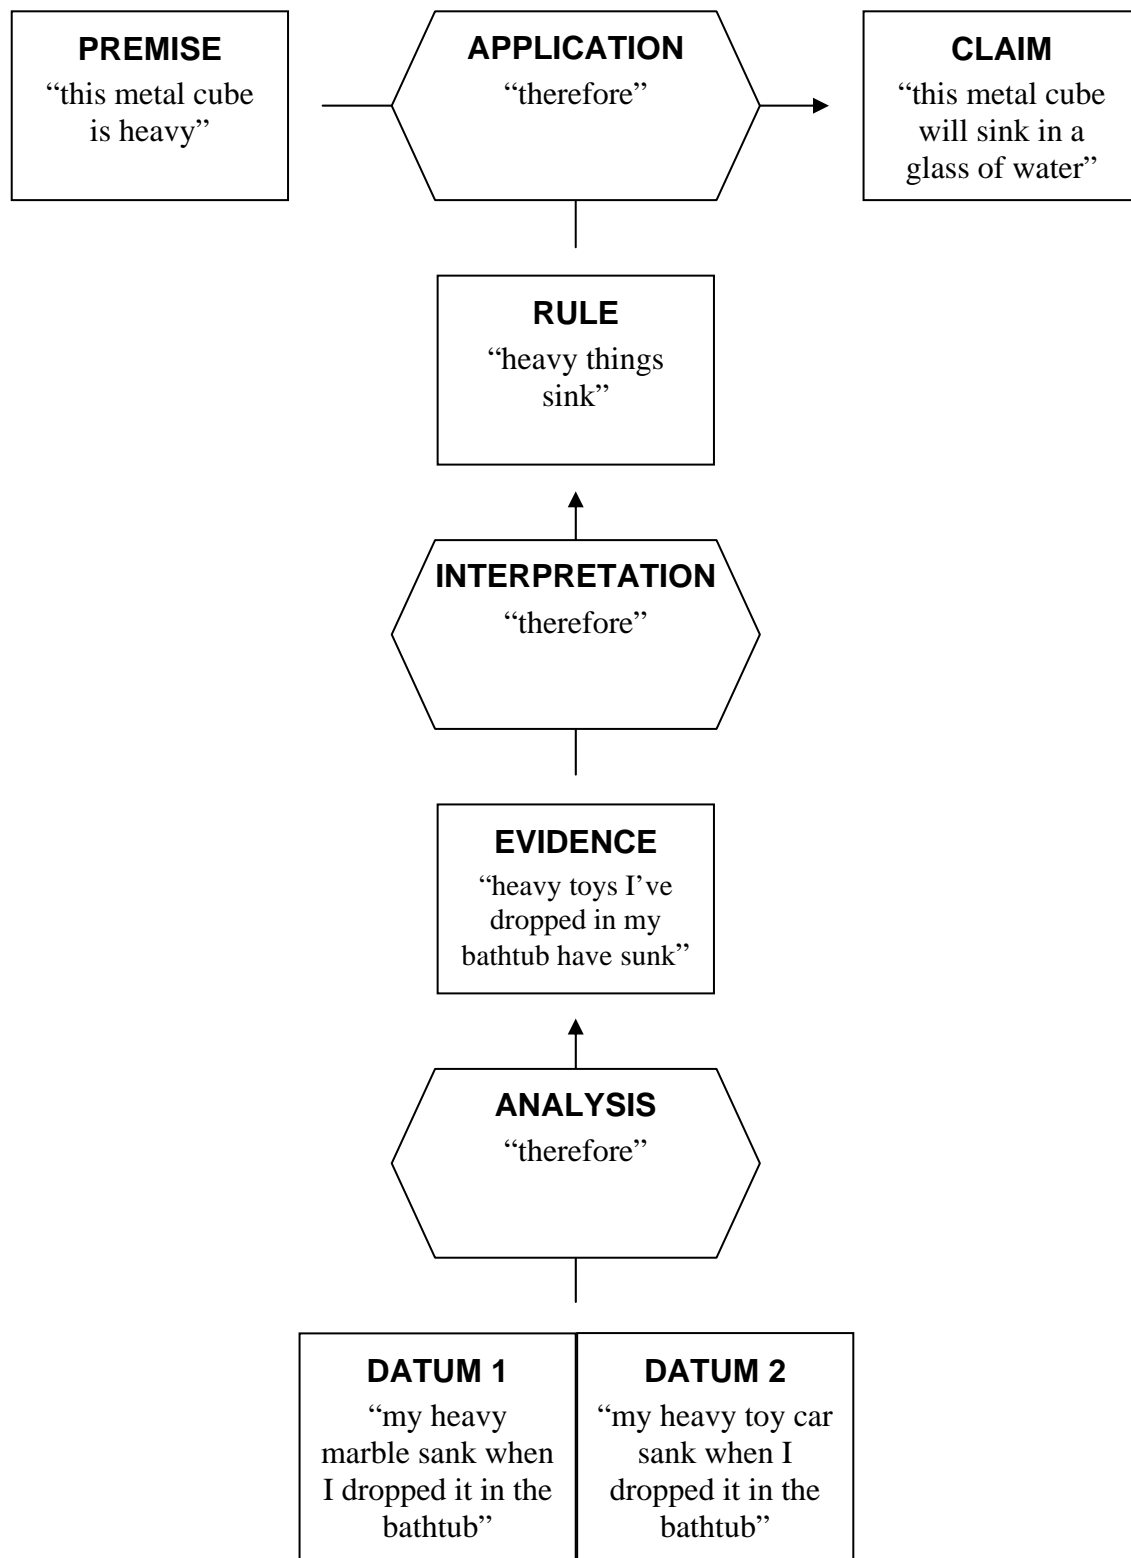 PREMISE
“this metal cube
is heavy”
APPLICATION
“therefore”
CLAIM
“this metal cube
will sink in a
glass of water”
RULE
“heavy things
sink”
INTERPRETATION
“therefore”
EVIDENCE
“heavy toys I’ve
dropped in my
bathtub have sunk”
ANALYSIS
“therefore”
DATUM 1
“my heavy
marble sank when
I dropped it in the
bathtub”
DATUM 2
“my heavy toy car
sank when I
dropped it in the
bathtub”